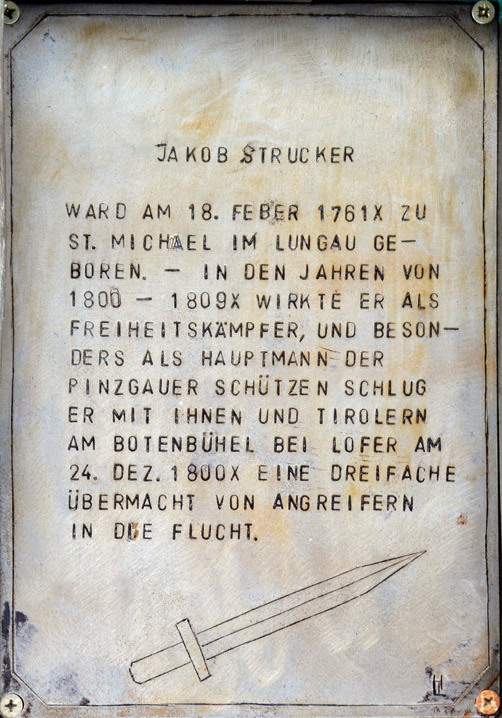 JAKOB STRUCKER
WARD AM 18. FEBER 1761X ZU
ST. MICHAEL IM LUNGAU GE–
BOREN. – IN DEN JAHREN VON
1800 – 1809X WIRKTE ER ALS
FREIHEITSKÄMPFER, UND BESON–
DERS ALS HAUPTMANN DER
PINZGAUER SCHÜTZEN SCHLUG
ER MIT IHNEN UND TIROLERN
AM BOTENBÜHEL BEI LOFER AM
24. DEZ. 1800X EINE DREIFACHE
ÜBERMACHT VON ANGREIFERN
IN DIE FLUCHT.